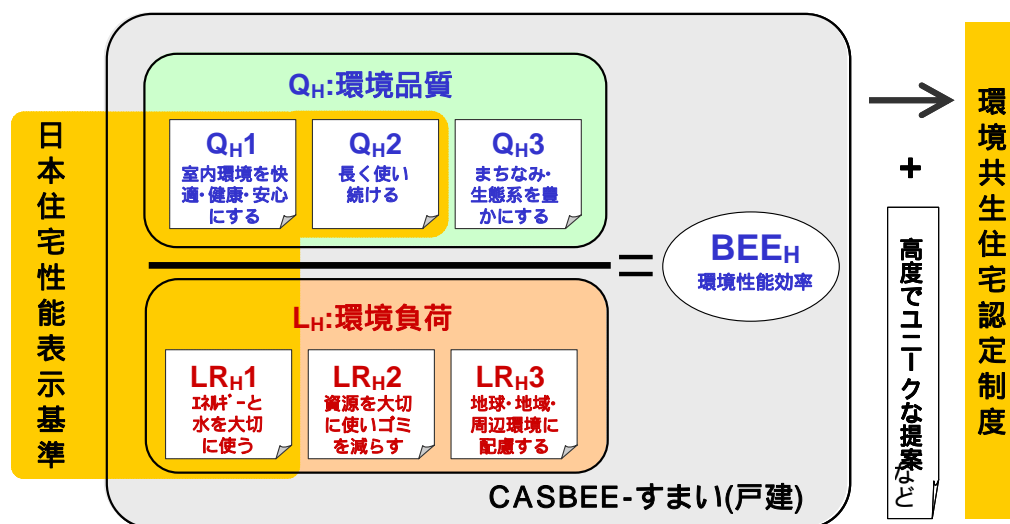 日本住宅性能表示基準
QH:環境品質
QH1
室内環境を快
適・健康・安心
にする
QH2
長く使い
続ける
QH3
まちなみ・
生態系を豊
かにする
=
BEEH
環境性能効率
LH:環境負荷
LRH1
エネルギーと
水を大切
に使う
LRH2
資源を大切
に使いゴミ
を減らす
LRH3
地球・地域・
周辺環境に
配慮する
CASBEE-すまい(戸建)
+
高度でユニークな提案など
環境共生住宅認定制度